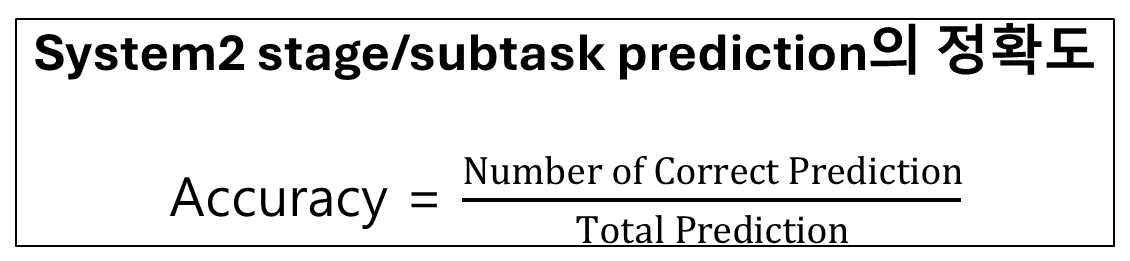 System2 stage/subtask prediction의 정확도
Accuracy = Number of Correct Prediction
Total Prediction